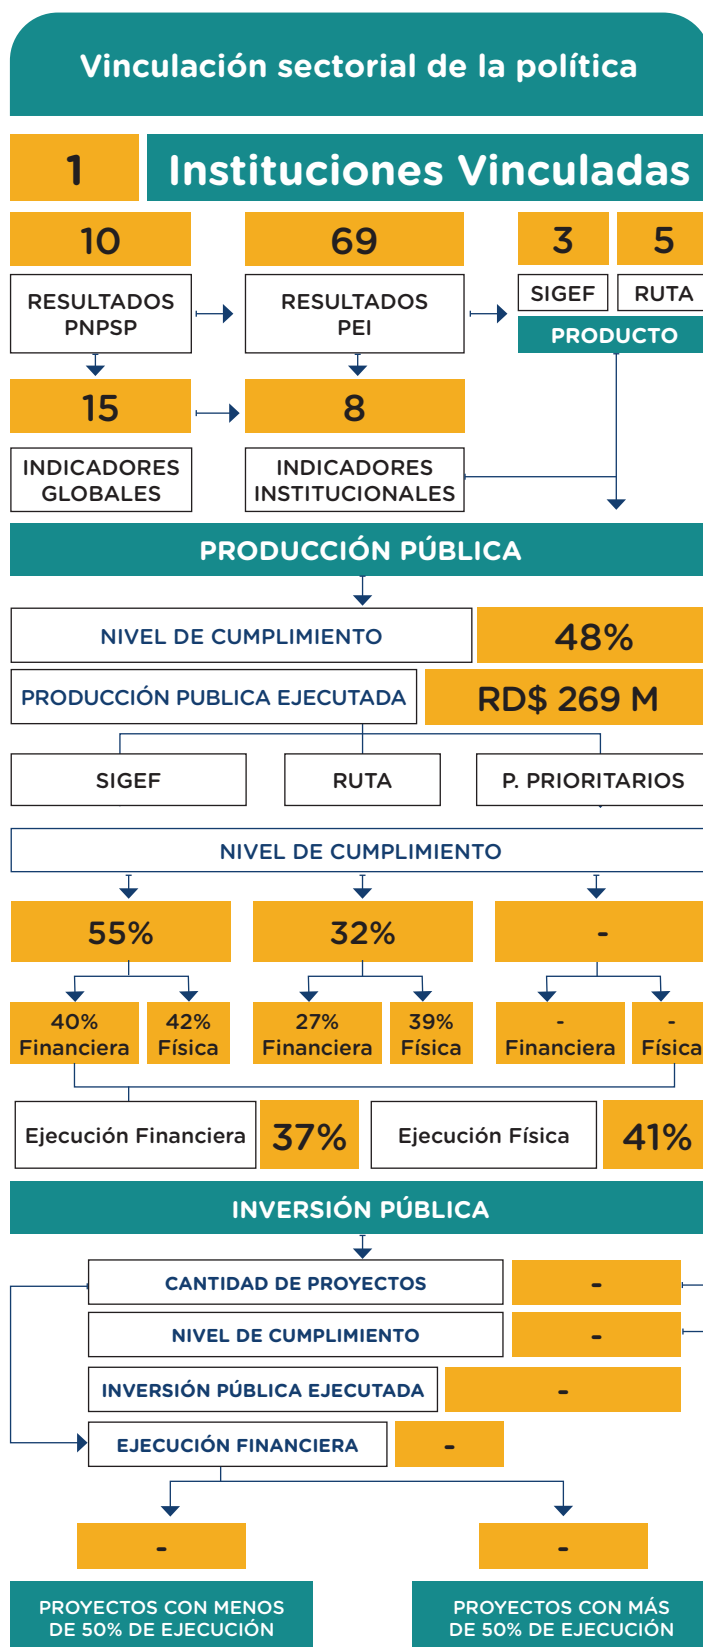 Vinculación sectorial de la política
1
Instituciones Vinculadas
10
69
3
5
RESULTADOS
PNPSP
RESULTADOS
PEI
SIGEF
RUTA
PRODUCTO
15
8
INDICADORES
GLOBALES
INDICADORES
INSTITUCIONALES
PRODUCCIÓN PÚBLICA
NIVEL DE CUMPLIMIENTO
48%
PRODUCCIÓN PUBLICA EJECUTADA
RD$ 269 M
SIGEF
RUTA
P. PRIORITARIOS
NIVEL DE CUMPLIMIENTO
55%
32%
-
40%
Financiera
42%
Física
27%
Financiera
39%
Física
-
Financiera
-
Física
Ejecución Financiera
37%
Ejecución Física
41%
INVERSIÓN PÚBLICA
CANTIDAD DE PROYECTOS
-
NIVEL DE CUMPLIMIENTO
-
INVERSIÓN PÚBLICA EJECUTADA
-
EJECUCIÓN FINANCIERA
-
-
-
PROYECTOS CON MENOS
DE 50% DE EJECUCIÓN
PROYECTOS CON MÁS
DE 50% DE EJECUCIÓN